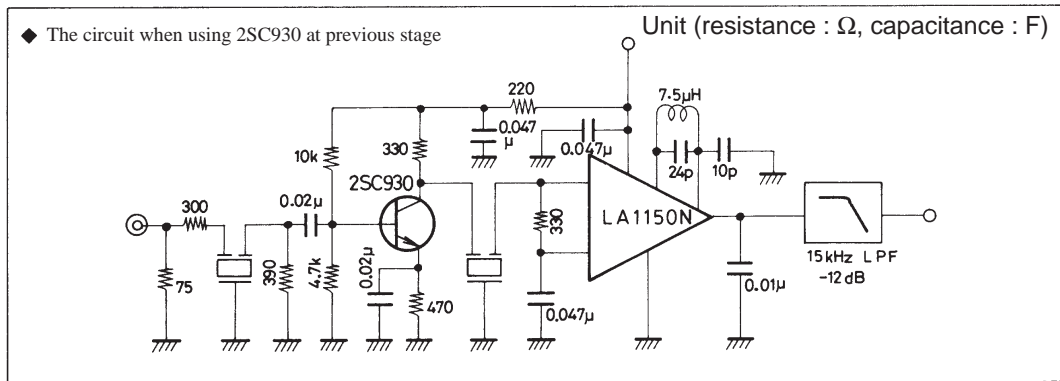 ◆ The circuit when using 2SC930 at previous stage
Unit (resistance : Ω, capacitance : F)
220
7.5μH
0.047
μ
0.047μ
10k
330
24p
10p
2SC930
0.02μ
300
LA1150N
330
15kHz LPF
-12dB
75
390
4.7k
0.02μ
470
0.047μ
0.01μ